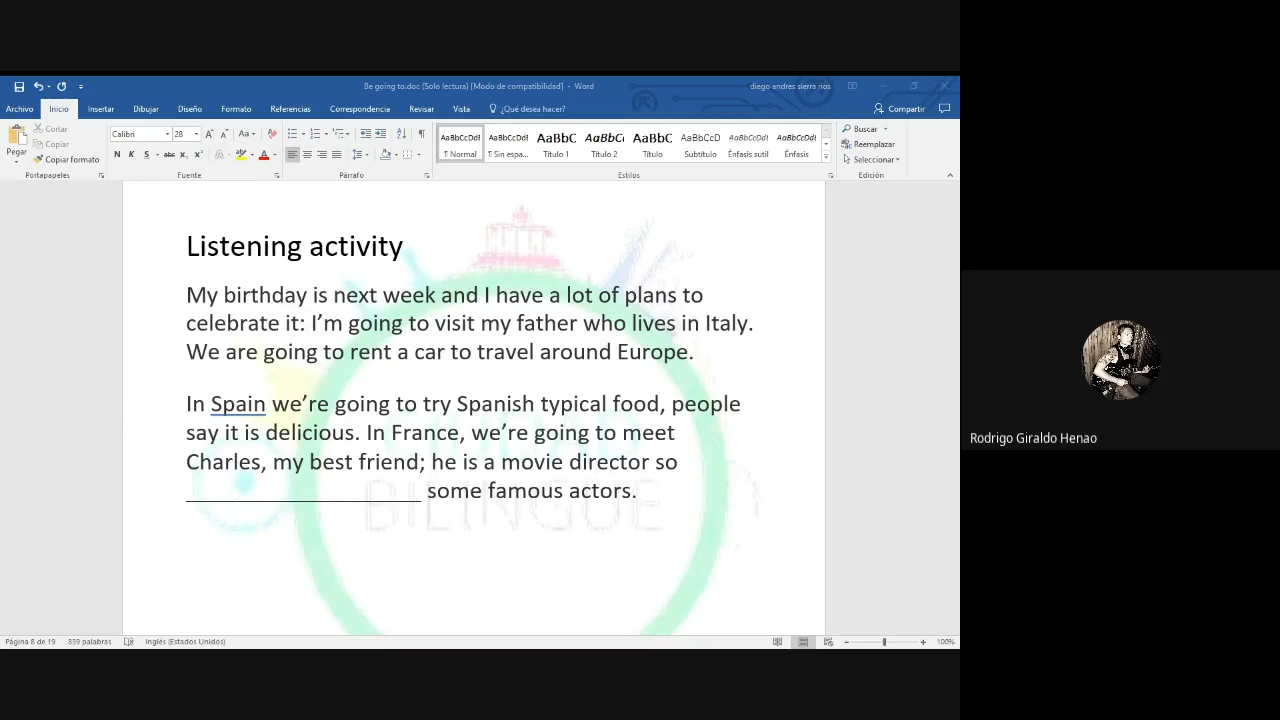 Be going to.doc (Solo lectura) [Modo de compatibilidad] - Word
diego andres sierra rios
Archivo Inicio Insertar Dibujar Diseño Formato Referencias Correspondencia Revisar Vista ¿Qué desea hacer? Compartir
Pegar
Cortar
Copiar
Copiar formato
Portapapeles
Calibri 28
Fuente
Párrafo
AaBbCcDdI AaBbCcDdI AaBbC AaBbCc AaBbC AaBbCcD AaBbCcDdI AaBbCcDdI
¶ Normal ¶ Sin espa... Título 1 Título 2 Título Subtítulo Énfasis sutil Énfasis
Estilos
Buscar
Reemplazar
Seleccionar
Edición
Listening activity
My birthday is next week and I have a lot of plans to
celebrate it: I’m going to visit my father who lives in Italy.
We are going to rent a car to travel around Europe.
In Spain we’re going to try Spanish typical food, people
say it is delicious. In France, we’re going to meet
Charles, my best friend; he is a movie director so
____________________ some famous actors.
BILINGUE
Página 8 de 19 839 palabras Inglés (Estados Unidos) 100%
Rodrigo Giraldo Henao